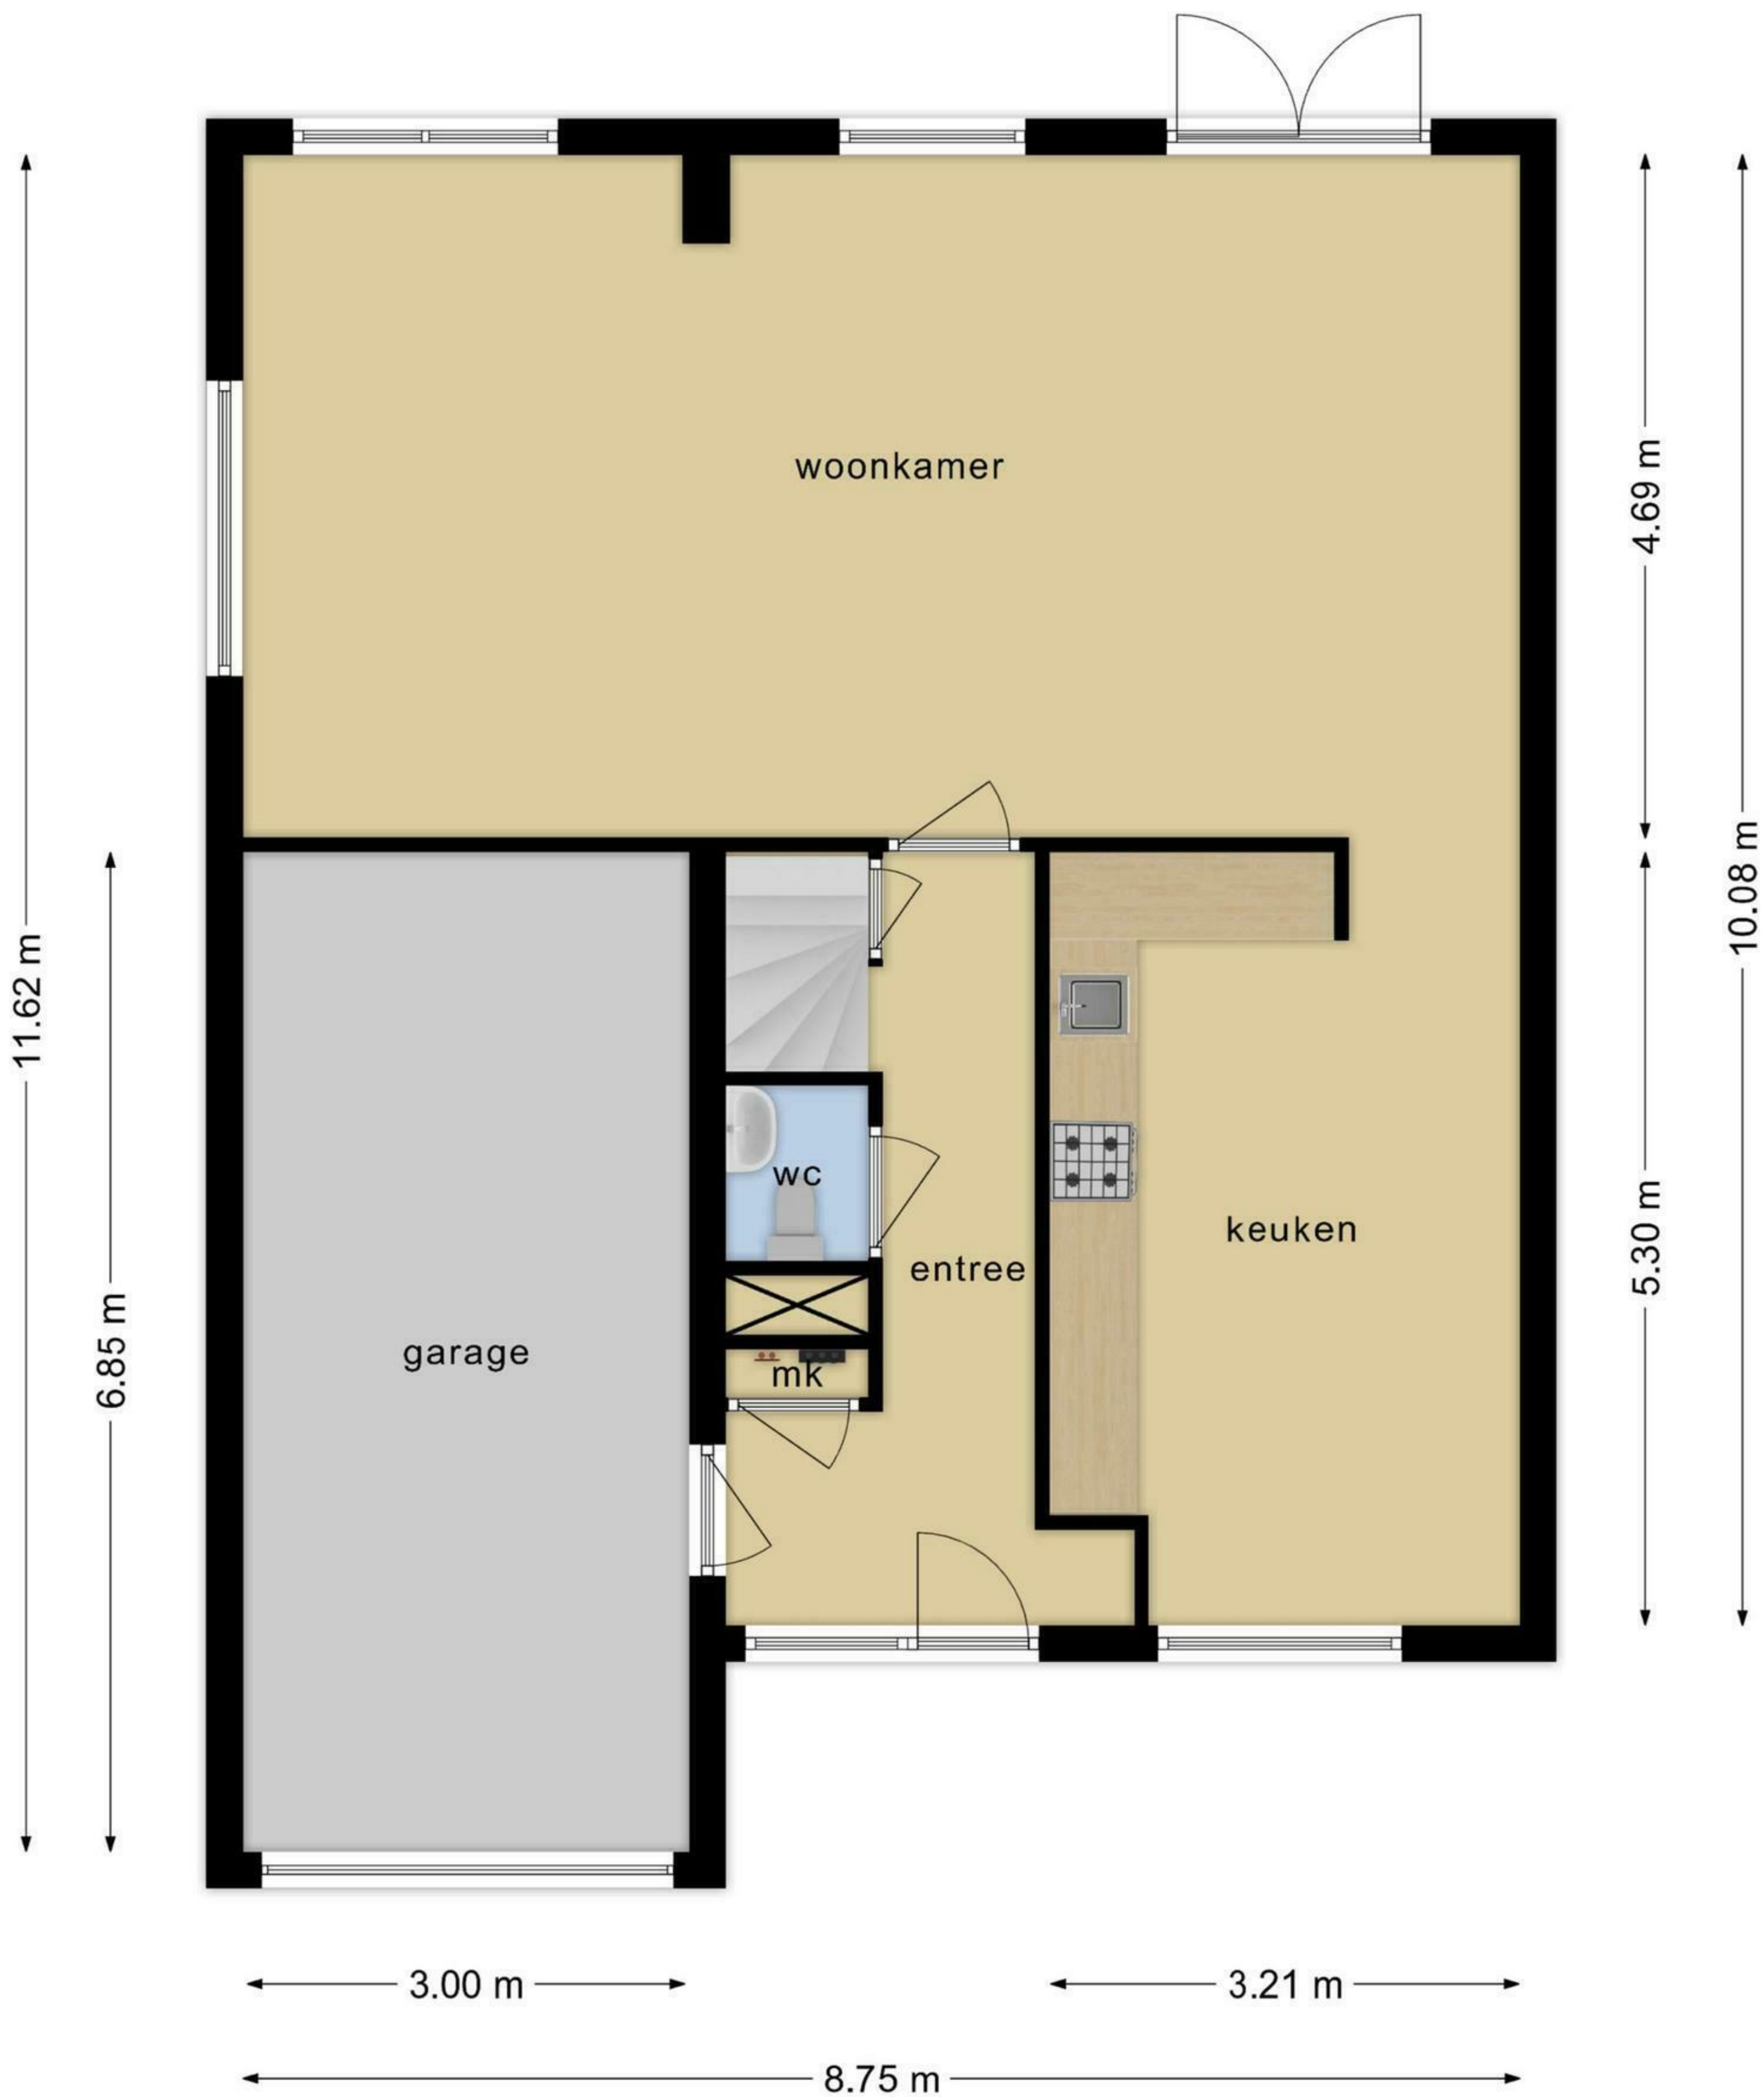 woonkamer
4.69 m
10.08 m
11.62 m
wc
keuken
5.30 m
entree
6.85 m
garage
mk
3.00 m
3.21 m
8.75 m